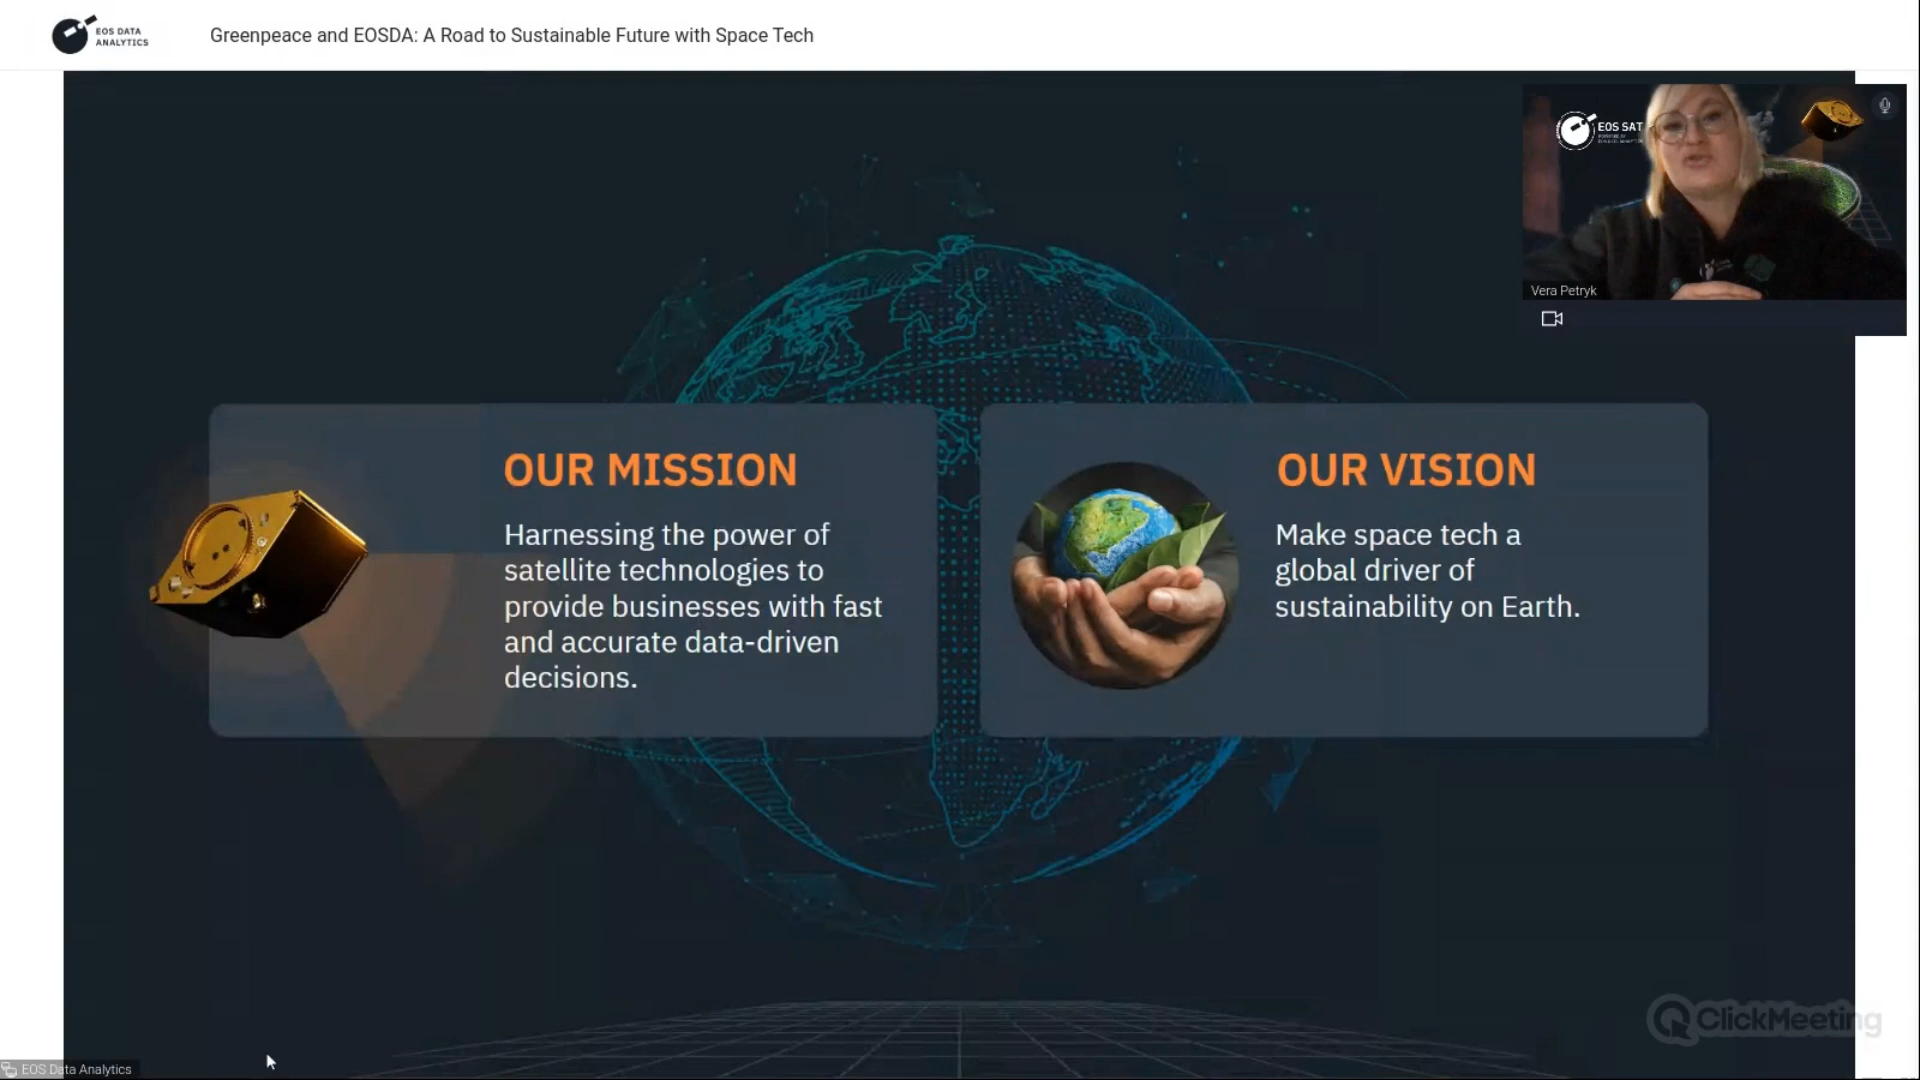 EOS DATA
ANALYTICS
Greenpeace and EOSDA: A Road to Sustainable Future with Space Tech
EOS SAT
Vera Petryk
OUR MISSION
Harnessing the power of
satellite technologies to
provide businesses with fast
and accurate data-driven
decisions.
OUR VISION
Make space tech a
global driver of
sustainability on Earth.
ClickMeeting
EOS Data Analytics